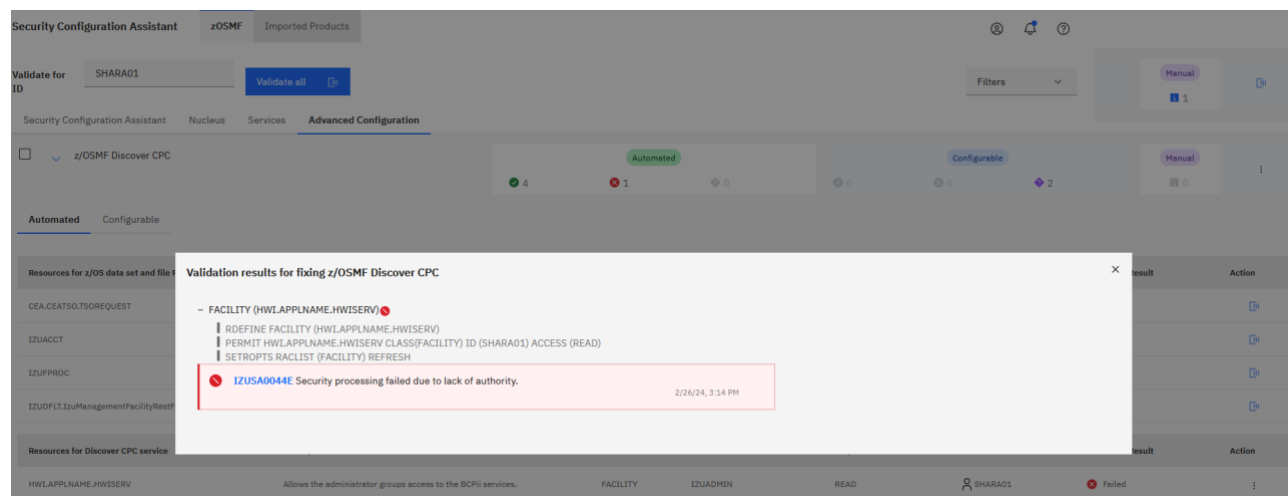 Security Configuration Assistant zOSMF Imported Products
Validate for ID SHARA01 Validate all Filters Manual
1
Security Configuration Assistant Nucleus Services Advanced Configuration
z/OSMF Discover CPC Automated Configurable Manual
4 1 0 0 0 2 0
Automated Configurable
Resources for z/OS data set and file Result Action
Validation results for fixing z/OSMF Discover CPC
CEA.CEATSO.TSOREQUEST
– FACILITY (HWI.APPLNAME.HWISERV)
RDEFINE FACILITY (HWI.APPLNAME.HWISERV)
IZUACCT
PERMIT HWI.APPLNAME.HWISERV CLASS(FACILITY) ID (SHARA01) ACCESS (READ)
SETROPTS RACLIST (FACILITY) REFRESH
IZUFPROC
IZUSA0044E Security processing failed due to lack of authority.
2/26/24, 3:14 PM
IZUDFLT.IzuManagementFacilityRestF
Resources for Discover CPC service Result Action
HWI.APPLNAME.HWISERV Allows the administrator groups access to the BCPii services. FACILITY IZUADMIN READ SHARA01 Failed